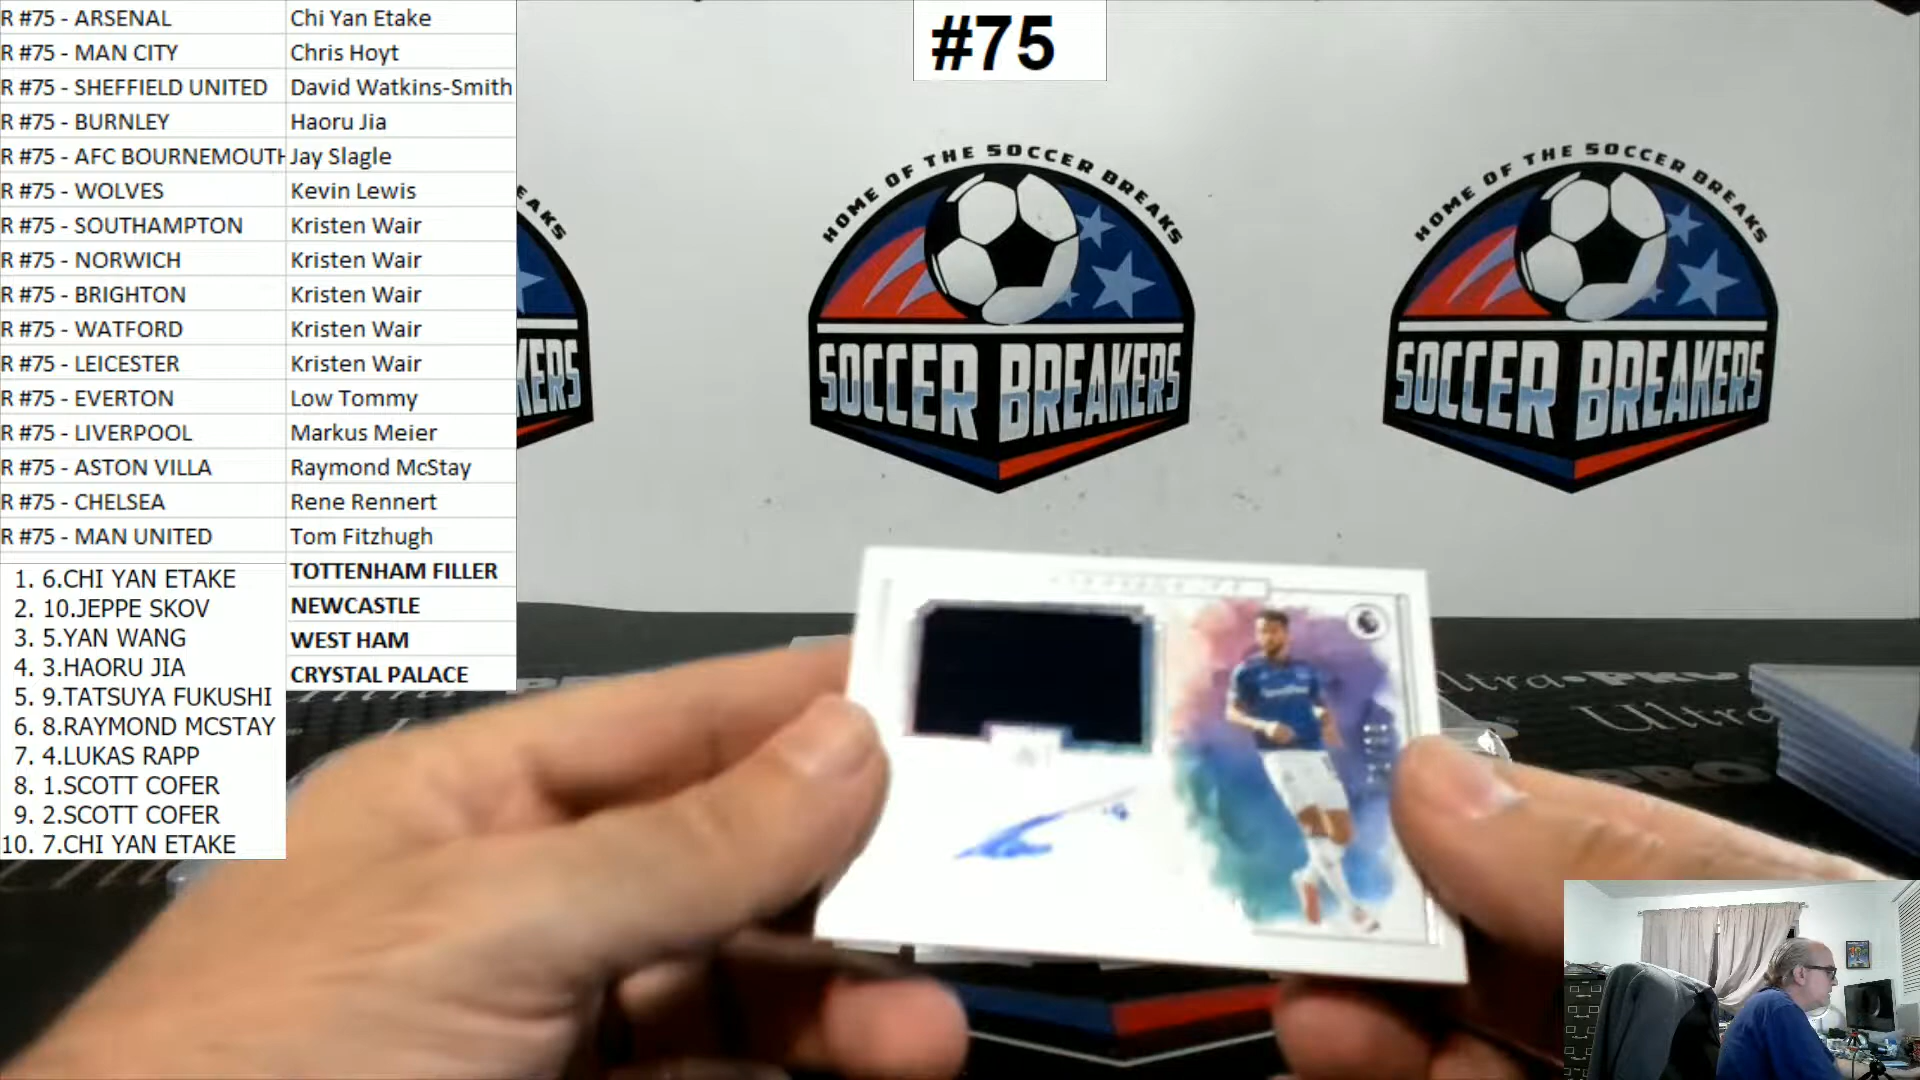 R #75 - ARSENAL Chi Yan Etake
R #75 - MAN CITY Chris Hoyt
R #75 - SHEFFIELD UNITED David Watkins-Smith
R #75 - BURNLEY Haoru Jia
R #75 - AFC BOURNEMOUTH Jay Slagle
R #75 - WOLVES Kevin Lewis
R #75 - SOUTHAMPTON Kristen Wair
R #75 - NORWICH Kristen Wair
R #75 - BRIGHTON Kristen Wair
R #75 - WATFORD Kristen Wair
R #75 - LEICESTER Kristen Wair
R #75 - EVERTON Low Tommy
R #75 - LIVERPOOL Markus Meier
R #75 - ASTON VILLA Raymond McStay
R #75 - CHELSEA Rene Rennert
R #75 - MAN UNITED Tom Fitzhugh
TOTTENHAM FILLER
NEWCASTLE
WEST HAM
CRYSTAL PALACE
1. 6.CHI YAN ETAKE
2. 10.JEPPE SKOV
3. 5.YAN WANG
4. 3.HAORU JIA
5. 9.TATSUYA FUKUSHI
6. 8.RAYMOND MCSTAY
7. 4.LUKAS RAPP
8. 1.SCOTT COFER
9. 2.SCOTT COFER
10. 7.CHI YAN ETAKE
#75
EAKS
KERS
HOME OF THE SOCCER BREAKS
SOCCER BREAKERS
HOME OF THE SOCCER BREAKS
SOCCER BREAKERS
Ultra
PRO
Ultra